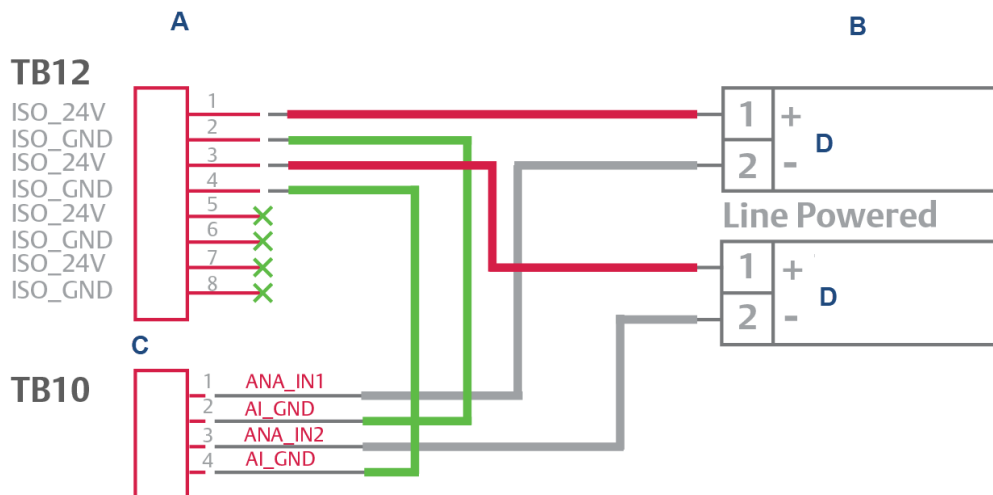 A
B
TB12
ISO_24V 1
ISO_GND 2
ISO_24V 3
ISO_GND 4
ISO_24V 5
ISO_GND 6
ISO_24V 7
ISO_GND 8
1 +
D
2 -
Line Powered
1 +
D
2 -
C
TB10
1 ANA_IN1
2 AI_GND
3 ANA_IN2
4 AI_GND